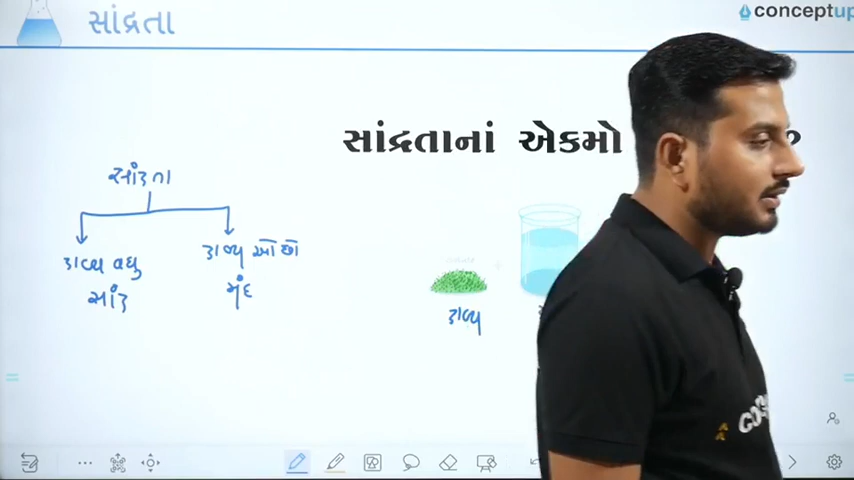 સાંદ્રતા
conceptup
સાંદ્રતાનાં એકમો
સાંદ્રતા
દ્રાવ્ય વધુ
સાંદ્ર
દ્રાવ્ય ઓછો
મંદ
દ્રાવ્ય